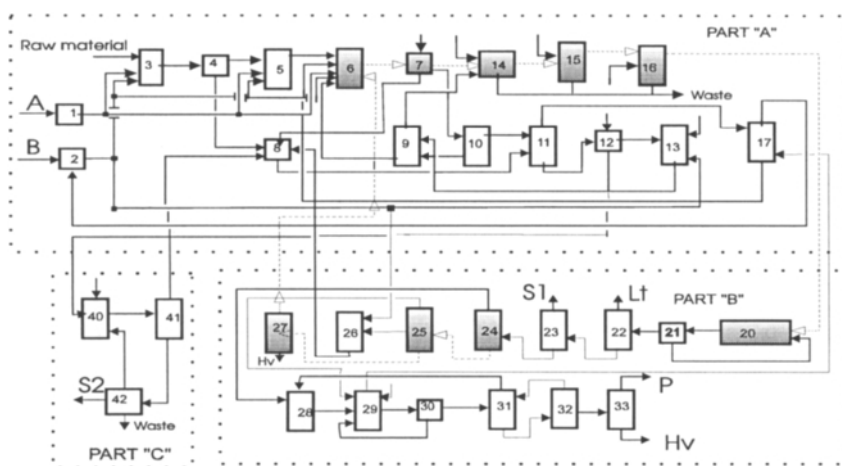 PART "A"
Raw material
3
4
5
6
7
14
15
16
Waste
A
1
B
2
8
9
10
11
12
13
17
S1
Lt
PART "B"
40
41
27
26
25
24
23
22
21
20
Hv
S2
42
Waste
28
29
30
31
32
33
P
Hv
PART "C"